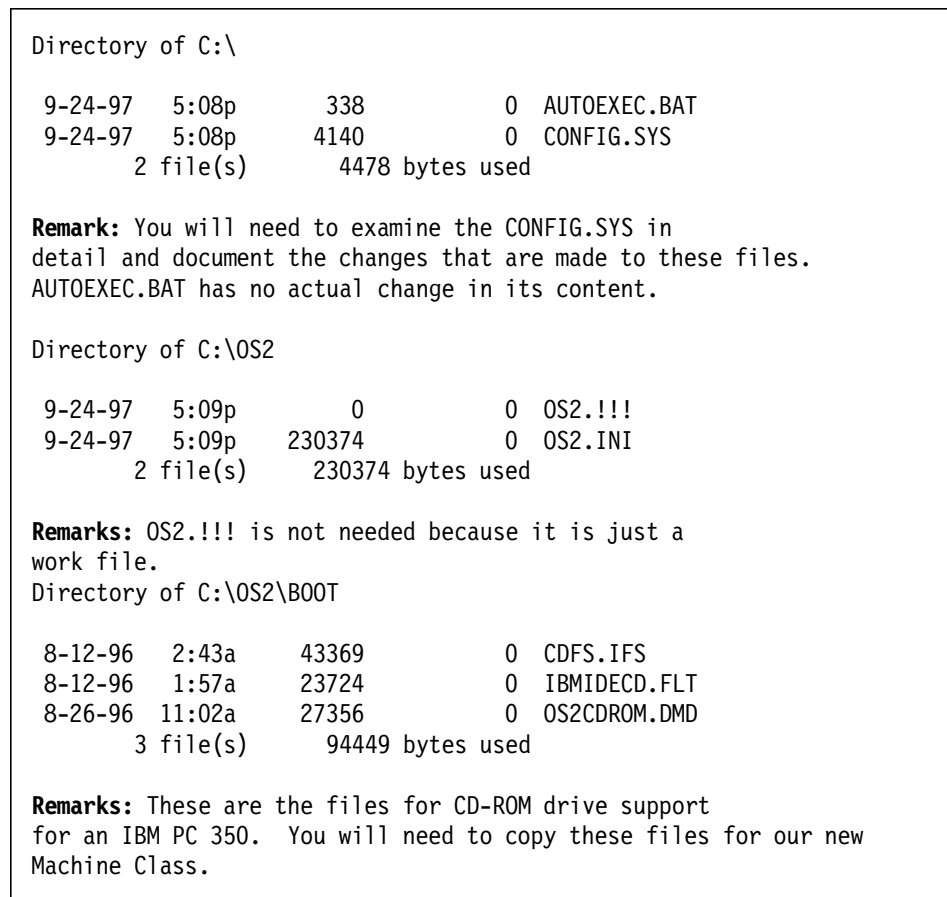 Directory of C:\
9-24-97 5:08p 338 0 AUTOEXEC.BAT
9-24-97 5:08p 4140 0 CONFIG.SYS
2 file(s) 4478 bytes used
Remark: You will need to examine the CONFIG.SYS in
detail and document the changes that are made to these files.
AUTOEXEC.BAT has no actual change in its content.
Directory of C:\OS2
9-24-97 5:09p 0 0 OS2.!!!
9-24-97 5:09p 230374 0 OS2.INI
2 file(s) 230374 bytes used
Remarks: OS2.!!! is not needed because it is just a
work file.
Directory of C:\OS2\BOOT
8-12-96 2:43a 43369 0 CDFS.IFS
8-12-96 1:57a 23724 0 IBMIDECD.FLT
8-26-96 11:02a 27356 0 OS2CDROM.DMD
3 file(s) 94449 bytes used
Remarks: These are the files for CD-ROM drive support
for an IBM PC 350. You will need to copy these files for our new
Machine Class.